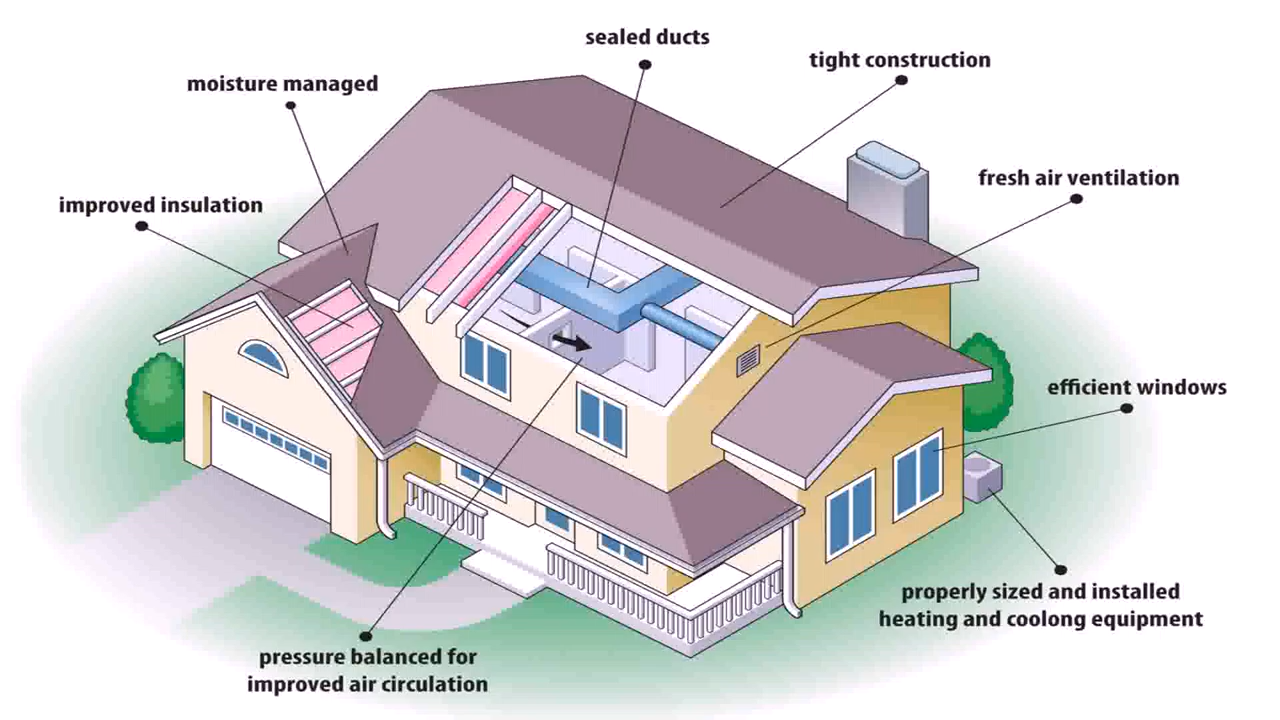 sealed ducts
tight construction
moisture managed
fresh air ventilation
improved insulation
efficient windows
properly sized and installed
heating and coolong equipment
pressure balanced for
improved air circulation